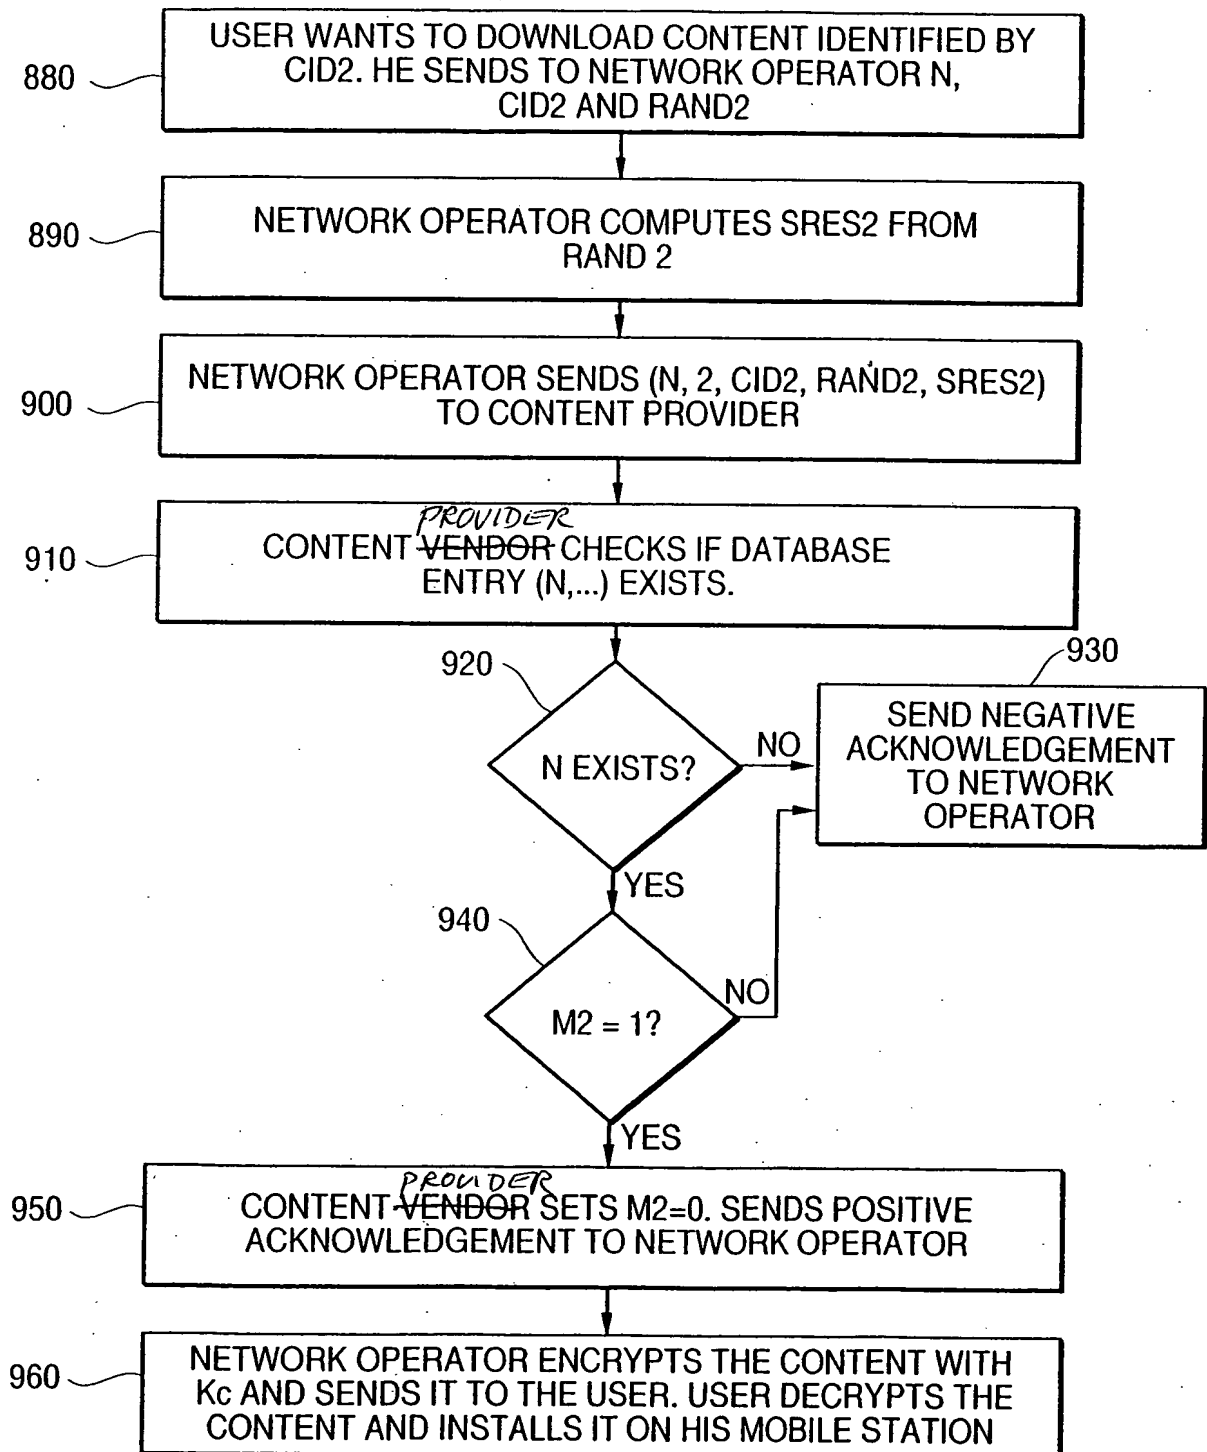 USER WANTS TO DOWNLOAD CONTENT IDENTIFIED BY
CID2. HE SENDS TO NETWORK OPERATOR N,
CID2 AND RAND2
880
NETWORK OPERATOR COMPUTES SRES2 FROM
RAND 2
890
NETWORK OPERATOR SENDS (N, 2, CID2, RAND2, SRES2)
TO CONTENT PROVIDER
900
PROVIDER
CONTENT VENDOR CHECKS IF DATABASE
ENTRY (N,...) EXISTS.
910
920
N EXISTS?
NO
930
SEND NEGATIVE
ACKNOWLEDGEMENT
TO NETWORK
OPERATOR
YES
940
M2 = 1?
NO
YES
PROVIDER
CONTENT VENDOR SETS M2=0. SENDS POSITIVE
ACKNOWLEDGEMENT TO NETWORK OPERATOR
950
NETWORK OPERATOR ENCRYPTS THE CONTENT WITH
Kc AND SENDS IT TO THE USER. USER DECRYPTS THE
CONTENT AND INSTALLS IT ON HIS MOBILE STATION
960